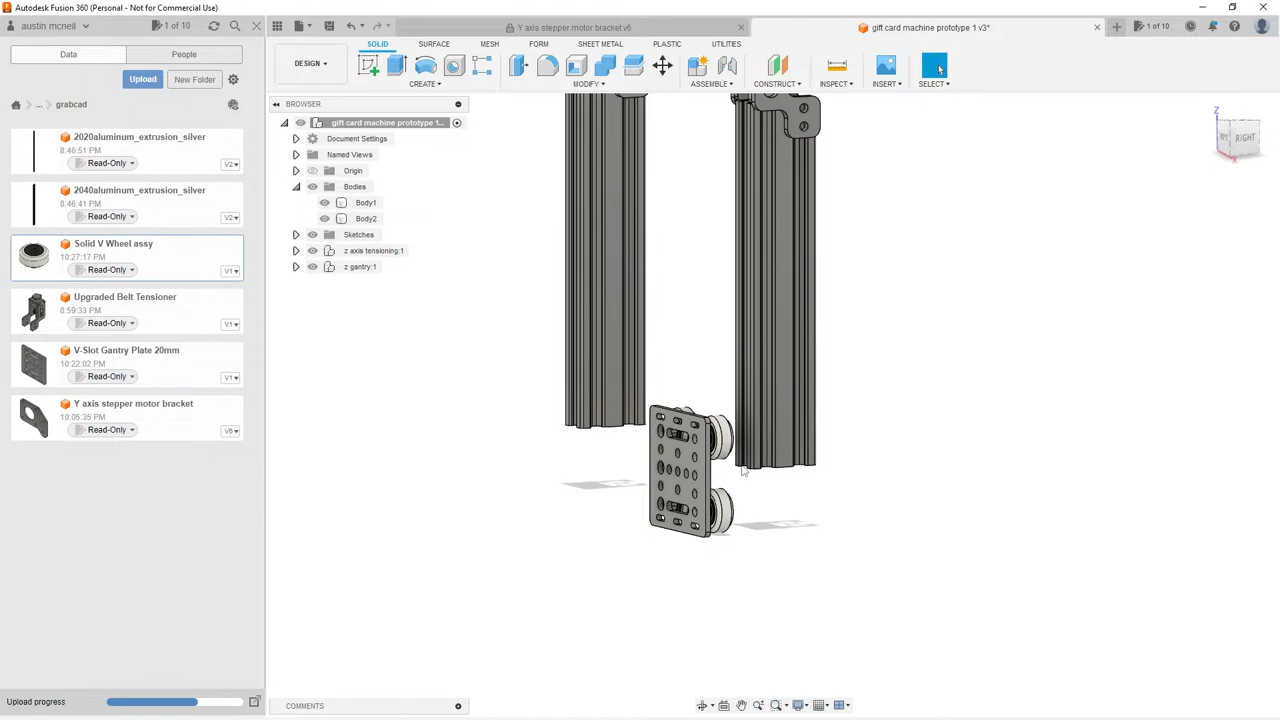 Autodesk Fusion 360 (Personal - Not for Commercial Use)
austin mcneil
1 of 10
Y axis stepper motor bracket v6
gift card machine prototype 1 v3*
1 of 10
Data
People
SOLID
SURFACE
MESH
FORM
SHEET METAL
PLASTIC
UTILITIES
DESIGN
Upload
New Folder
CREATE
MODIFY
ASSEMBLE
CONSTRUCT
INSPECT
INSERT
SELECT
... grabcad
BROWSER
gift card machine prototype 1...
Document Settings
Named Views
Origin
Bodies
Body1
Body2
Sketches
z axis tensioning:1
z gantry:1
2020aluminum_extrusion_silver
8:46:51 PM
Read-Only
V2
2040aluminum_extrusion_silver
8:46:41 PM
Read-Only
V2
Solid V Wheel assy
10:27:17 PM
Read-Only
V1
Upgraded Belt Tensioner
8:59:33 PM
Read-Only
V1
V-Slot Gantry Plate 20mm
10:22:02 PM
Read-Only
V1
Y axis stepper motor bracket
10:05:35 PM
Read-Only
V6
Z
RIGHT
X
Upload progress
COMMENTS